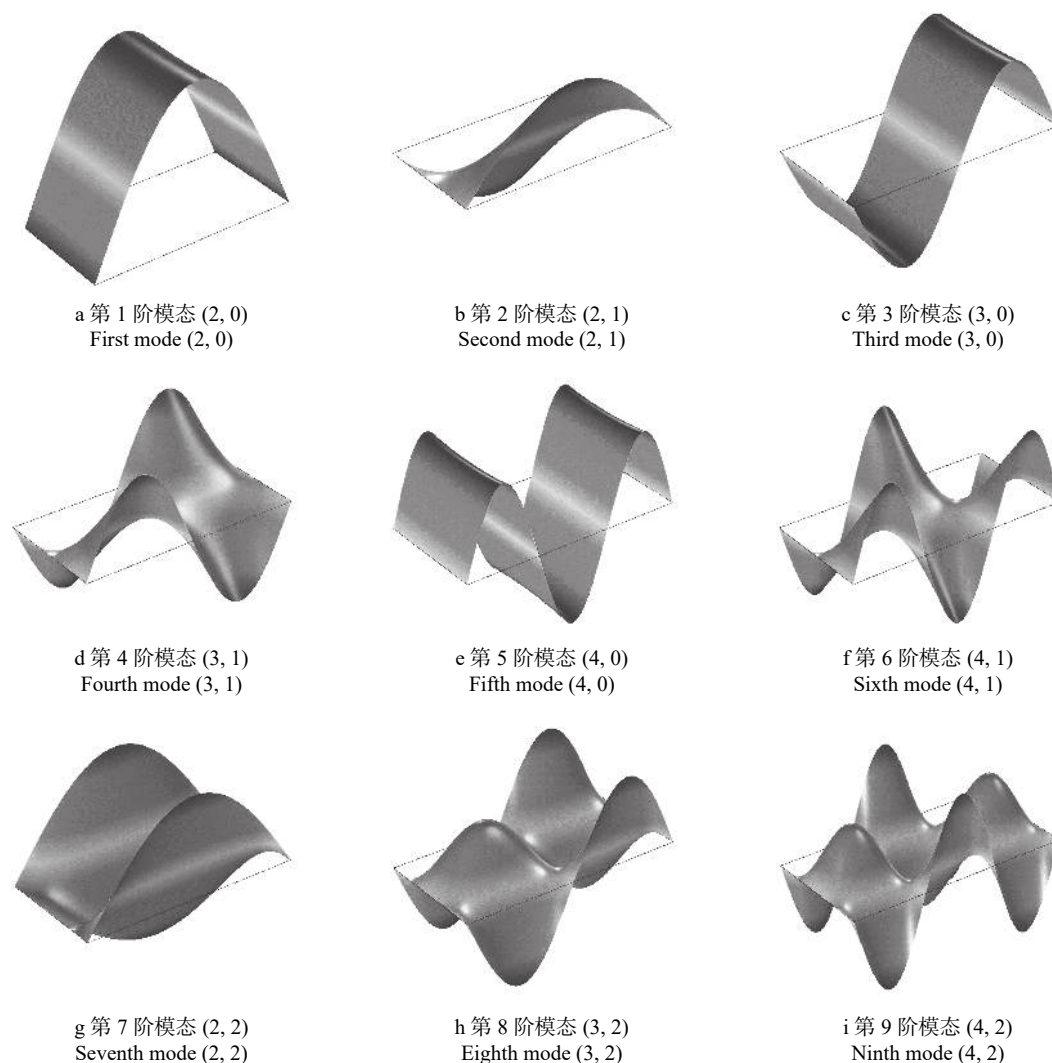 a 第 1 阶模态 (2, 0)
First mode (2, 0)
b 第 2 阶模态 (2, 1)
Second mode (2, 1)
c 第 3 阶模态 (3, 0)
Third mode (3, 0)
d 第 4 阶模态 (3, 1)
Fourth mode (3, 1)
e 第 5 阶模态 (4, 0)
Fifth mode (4, 0)
f 第 6 阶模态 (4, 1)
Sixth mode (4, 1)
g 第 7 阶模态 (2, 2)
Seventh mode (2, 2)
h 第 8 阶模态 (3, 2)
Eighth mode (3, 2)
i 第 9 阶模态 (4, 2)
Ninth mode (4, 2)